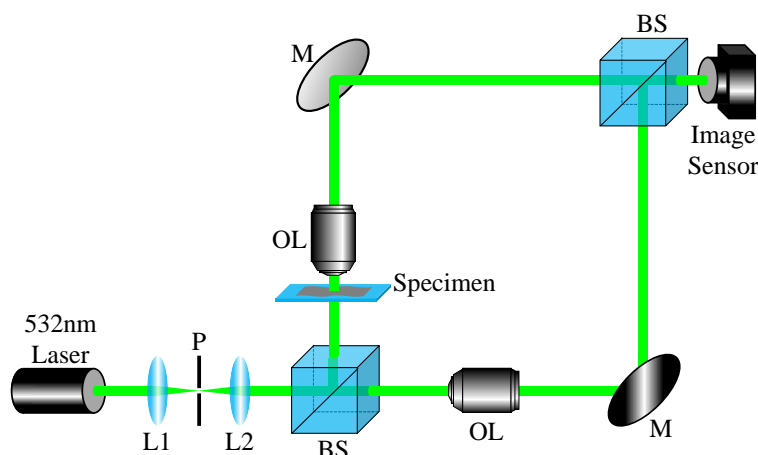 BS
M
Image
Sensor
OL
Specimen
532nm
Laser
P
L1
L2
BS
OL
M